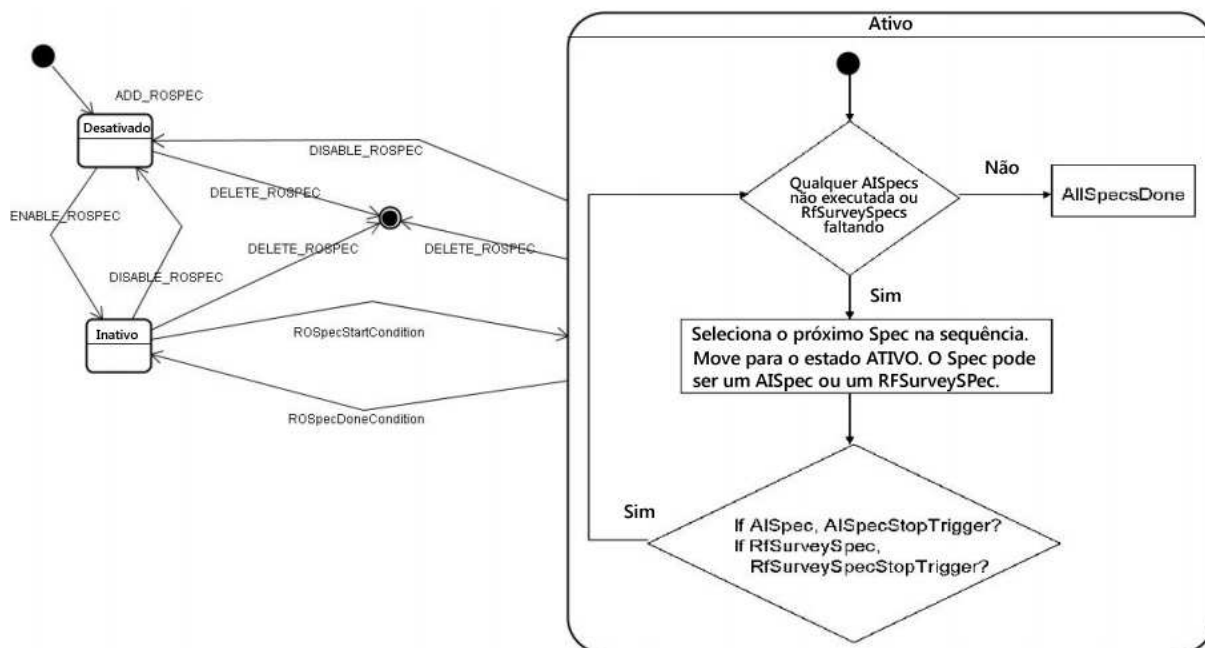 Ativo
ADD_ROSPEC
Desativado
DISABLE_ROSPEC
DELETE_ROSPEC
ENABLE_ROSPEC
DELETE_ROSPEC
DELETE_ROSPEC
DISABLE_ROSPEC
Inativo
ROSpecStartCondition
ROSpecDoneCondition
Qualquer AISpecs
não executada ou
RfSurveySpecs
faltando
Não
AllSpecsDone
Sim
Seleciona o próximo Spec na sequência.
Move para o estado ATIVO. O Spec pode
ser um AISpec ou um RFSurveySPec.
Sim
If AISpec, AISpecStopTrigger?
If RfSurveySpec,
RfSurveySpecStopTrigger?